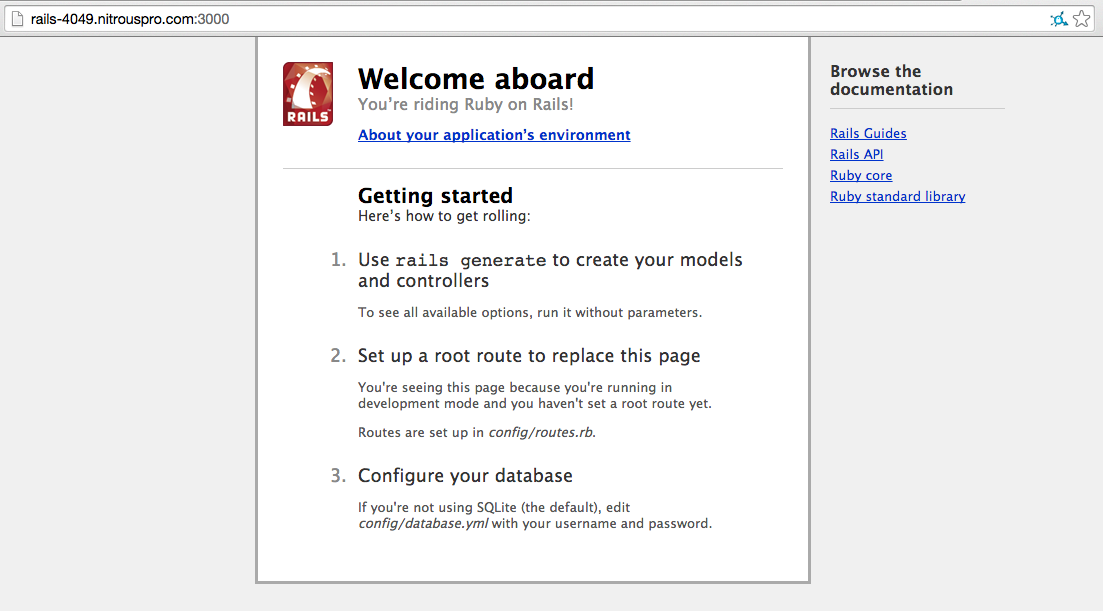 rails-4049.nitrouspro.com:3000
RAILS
Welcome aboard
You're riding Ruby on Rails!
About your application's environment
Getting started
Here's how to get rolling:
1. Use rails generate to create your models
and controllers
To see all available options, run it without parameters.
2. Set up a root route to replace this page
You're seeing this page because you're running in
development mode and you haven't set a root route yet.
Routes are set up in config/routes.rb.
3. Configure your database
If you're not using SQLite (the default), edit
config/database.yml with your username and password.
Browse the
documentation
Rails Guides
Rails API
Ruby core
Ruby standard library